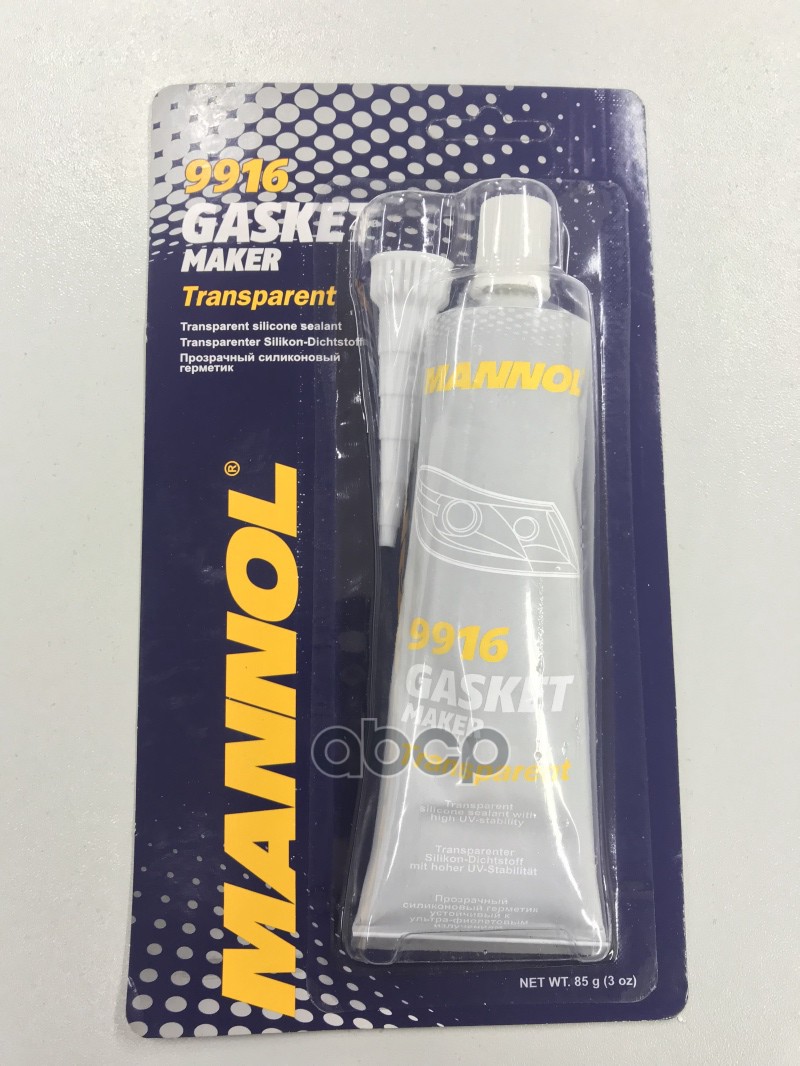 9916
GASKET
MAKER
Transparent
Transparent silicone sealant
Transparenter Silikon-Dichtstoff
Прозрачный силиконовый
герметик
MANNOL®
MANNOL
9916
GASKET
MAKER
Transparent
abcp
Transparent
silicone sealant with
high UV-stability
Transparenter
Silikon-Dichtstoff
mit hoher UV-Stabilität
Прозрачный
силиконовый герметик
устойчивый к
ультра-фиолетовым
излучениям
NET WT. 85 g (3 oz)